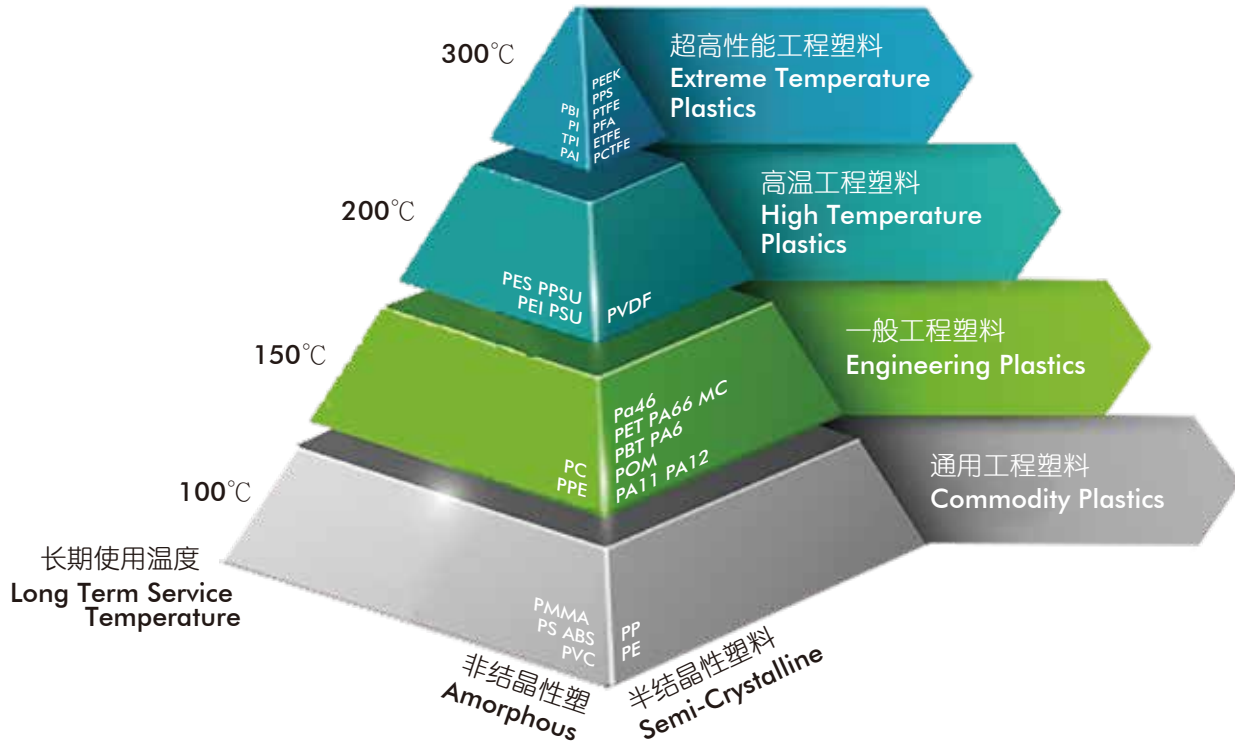 300℃
PBI
PI
TPI
PAI
PEEK
PPS
PTFE
PFA
ETFE
PCTFE
超高性能工程塑料
Extreme Temperature
Plastics
200℃
PES PPSU
PEI PSU
PVDF
高温工程塑料
High Temperature
Plastics
150℃
PC
PPE
Pa46
PET PA66 MC
PBT PA6
POM
PA11 PA12
一般工程塑料
Engineering Plastics
100℃
PMMA
PS ABS
PVC
PP
PE
通用工程塑料
Commodity Plastics
长期使用温度
Long Term Service
Temperature
非结晶性塑
Amorphous
半结晶性塑料
Semi-Crystalline